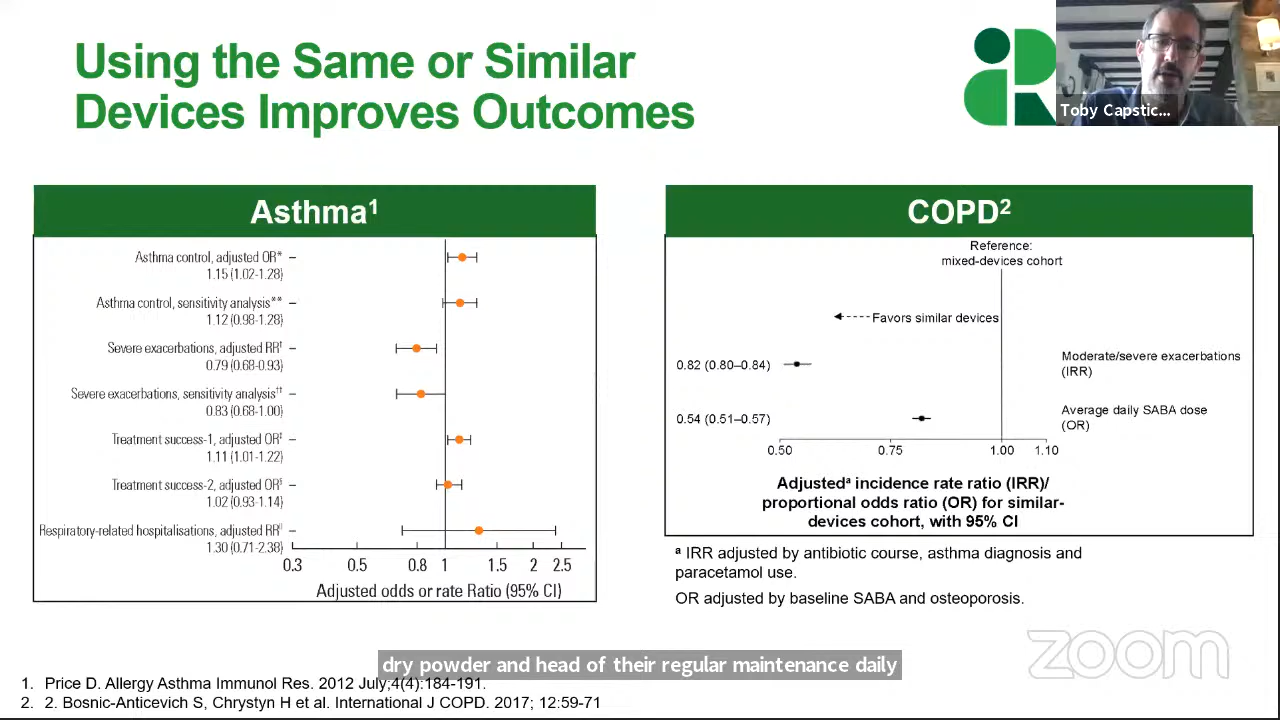 Using the Same or Similar
Devices Improves Outcomes
Toby Capstic...
Asthma1
Asthma control, adjusted OR*
1.15 (1.02-1.28)
Asthma control, sensitivity analysis**
1.12 (0.98-1.28)
Severe exacerbations, adjusted RR†
0.79 (0.68-0.93)
Severe exacerbations, sensitivity analysis††
0.83 (0.68-1.00)
Treatment success-1, adjusted OR‡
1.11 (1.01-1.22)
Treatment success-2, adjusted OR§
1.02 (0.93-1.14)
Respiratory-related hospitalisations, adjusted RR
1.30 (0.71-2.38)
0.3 0.5 0.8 1 1.5 2 2.5
Adjusted odds or rate Ratio (95% CI)
COPD2
Reference:
mixed-devices cohort
Favors similar devices
0.82 (0.80–0.84)
Moderate/severe exacerbations
(IRR)
0.54 (0.51–0.57)
Average daily SABA dose
(OR)
0.50 0.75 1.00 1.10
Adjusteda incidence rate ratio (IRR)/
proportional odds ratio (OR) for similar-
devices cohort, with 95% CI
a IRR adjusted by antibiotic course, asthma diagnosis and
paracetamol use.
OR adjusted by baseline SABA and osteoporosis.
zoom
dry powder and head of their regular maintenance daily
1. Price D. Allergy Asthma Immunol Res. 2012 July;4(4):184-191.
2. 2. Bosnic-Anticevich S, Chrystyn H et al. International J COPD. 2017; 12:59-71